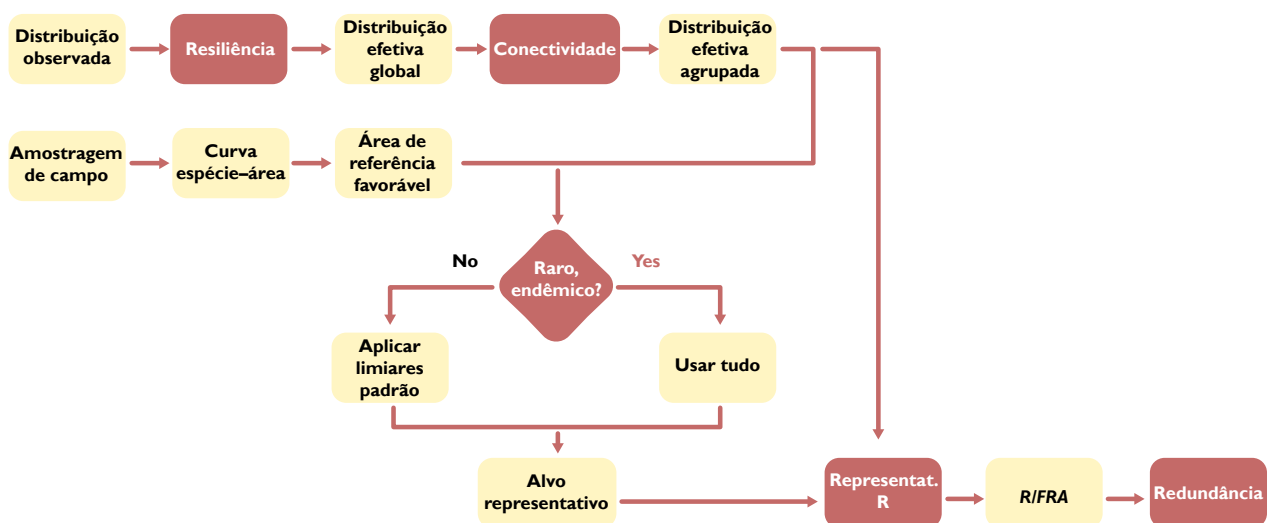 Distribuição
observada
Resiliência
Distribuição
efetiva
global
Conectividade
Distribuição
efetiva
agrupada
Amostragem
de campo
Curva
espécie–área
Área de
referência
favorável
No
Raro,
endêmico?
Yes
Aplicar
limiares
padrão
Usar tudo
Alvo
representativo
Representat.
R
R/FRA
Redundância